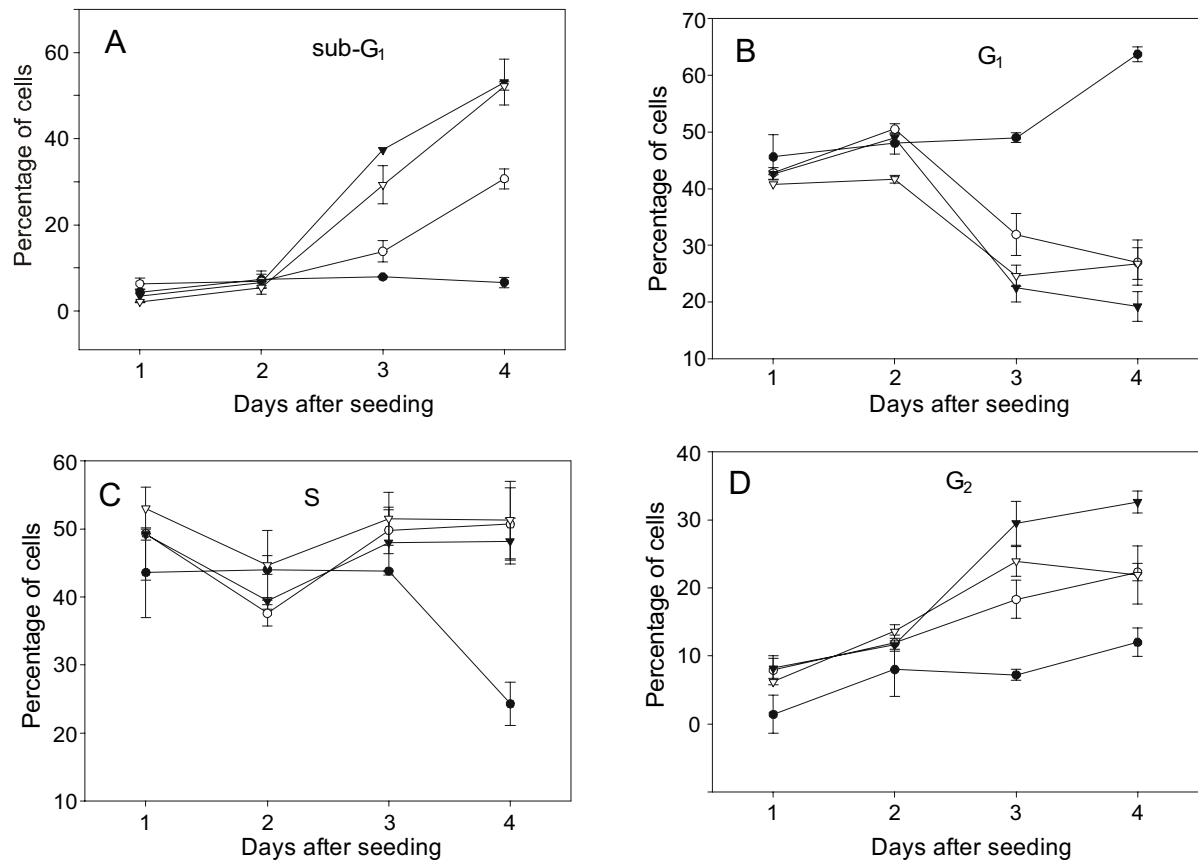 A
sub-G₁
Percentage of cells
60
40
20
0
1 2 3 4
Days after seeding
B
G₁
Percentage of cells
70
60
50
40
30
20
10
1 2 3 4
Days after seeding
C
S
Percentage of cells
60
50
40
30
20
10
1 2 3 4
Days after seeding
D
G₂
Percentage of cells
40
30
20
10
0
1 2 3 4
Days after seeding